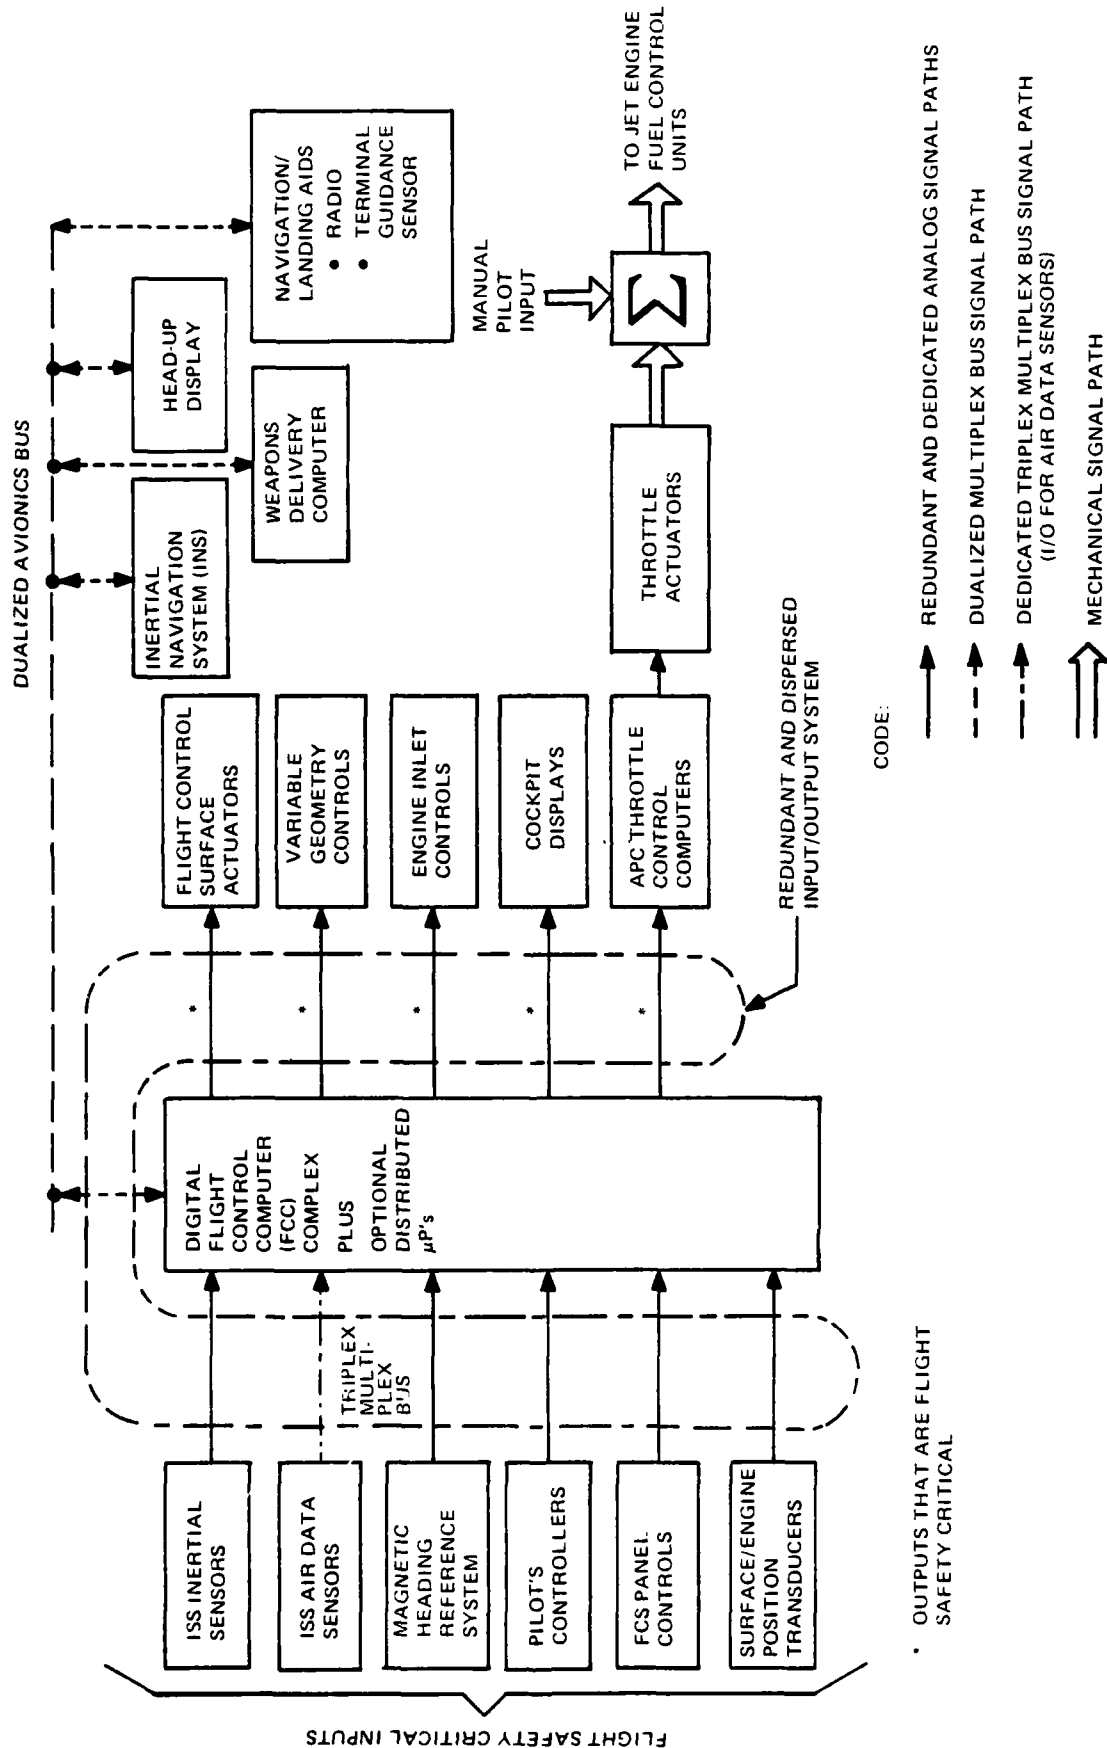 DUALIZED AVIONICS BUS
INERTIAL
NAVIGATION
SYSTEM (INS)
HEAD-UP
DISPLAY
WEAPONS
DELIVERY
COMPUTER
NAVIGATION/
LANDING AIDS
• RADIO
• TERMINAL
GUIDANCE
SENSOR
FLIGHT SAFETY CRITICAL INPUTS
ISS INERTIAL
SENSORS
ISS AIR DATA
SENSORS
MAGNETIC
HEADING
REFERENCE
SYSTEM
PILOT'S
CONTROLLERS
FCS PANEL
CONTROLS
SURFACE/ENGINE
POSITION
TRANSDUCERS
TRIPLEX
MULTI-
PLEX
BUS
DIGITAL
FLIGHT
CONTROL
COMPUTER
(FCC)
COMPLEX
PLUS
OPTIONAL
DISTRIBUTED
µP's
*
*
*
*
*
FLIGHT CONTROL
SURFACE
ACTUATORS
VARIABLE
GEOMETRY
CONTROLS
ENGINE INLET
CONTROLS
COCKPIT
DISPLAYS
APC THROTTLE
CONTROL
COMPUTERS
THROTTLE
ACTUATORS
MANUAL
PILOT
INPUT
Σ
TO JET ENGINE
FUEL CONTROL
UNITS
REDUNDANT AND DISPERSED
INPUT/OUTPUT SYSTEM
* OUTPUTS THAT ARE FLIGHT
SAFETY CRITICAL
CODE:
REDUNDANT AND DEDICATED ANALOG SIGNAL PATHS
DUALIZED MULTIPLEX BUS SIGNAL PATH
DEDICATED TRIPLEX MULTIPLEX BUS SIGNAL PATH
(I/O FOR AIR DATA SENSORS)
MECHANICAL SIGNAL PATH